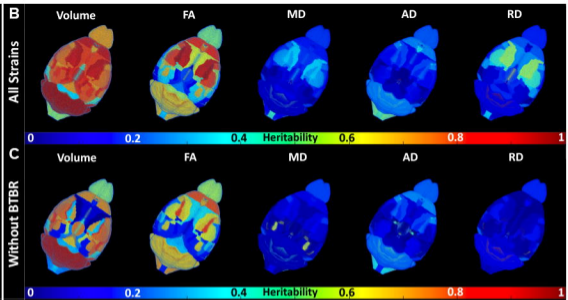 B
Volume FA MD AD RD
All Strains
0 0.2 0.4 Heritability 0.6 0.8 1
C
Volume FA MD AD RD
Without BTBR
0 0.2 0.4 Heritability 0.6 0.8 1